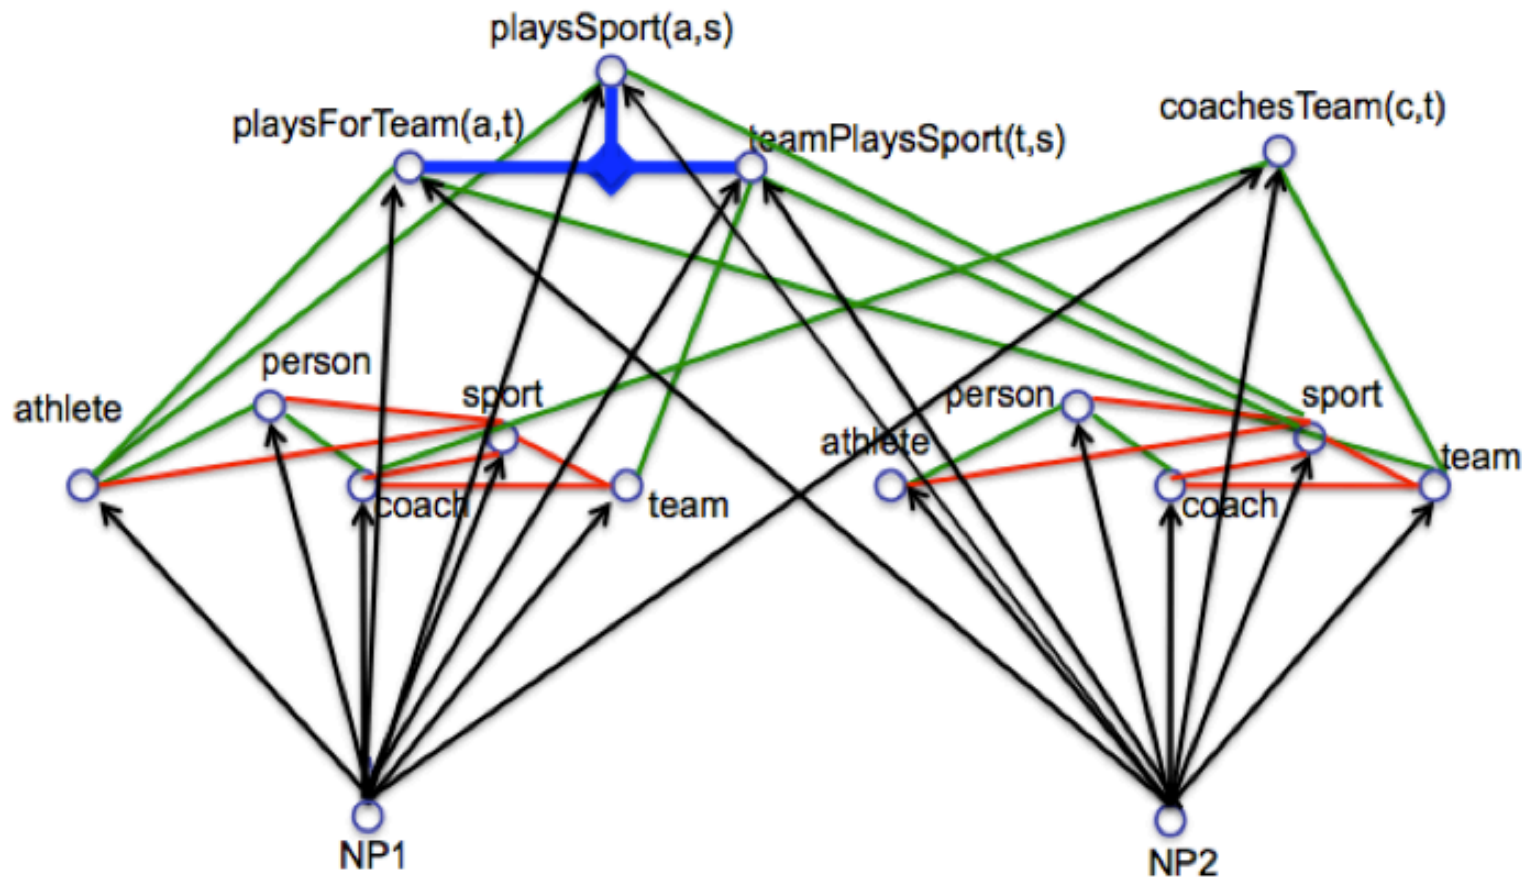 playsSport(a,s)
playsForTeam(a,t)
teamPlaysSport(t,s)
coachesTeam(c,t)
person
sport
athlete
coach
team
person
sport
athlete
coach
team
NP1
NP2